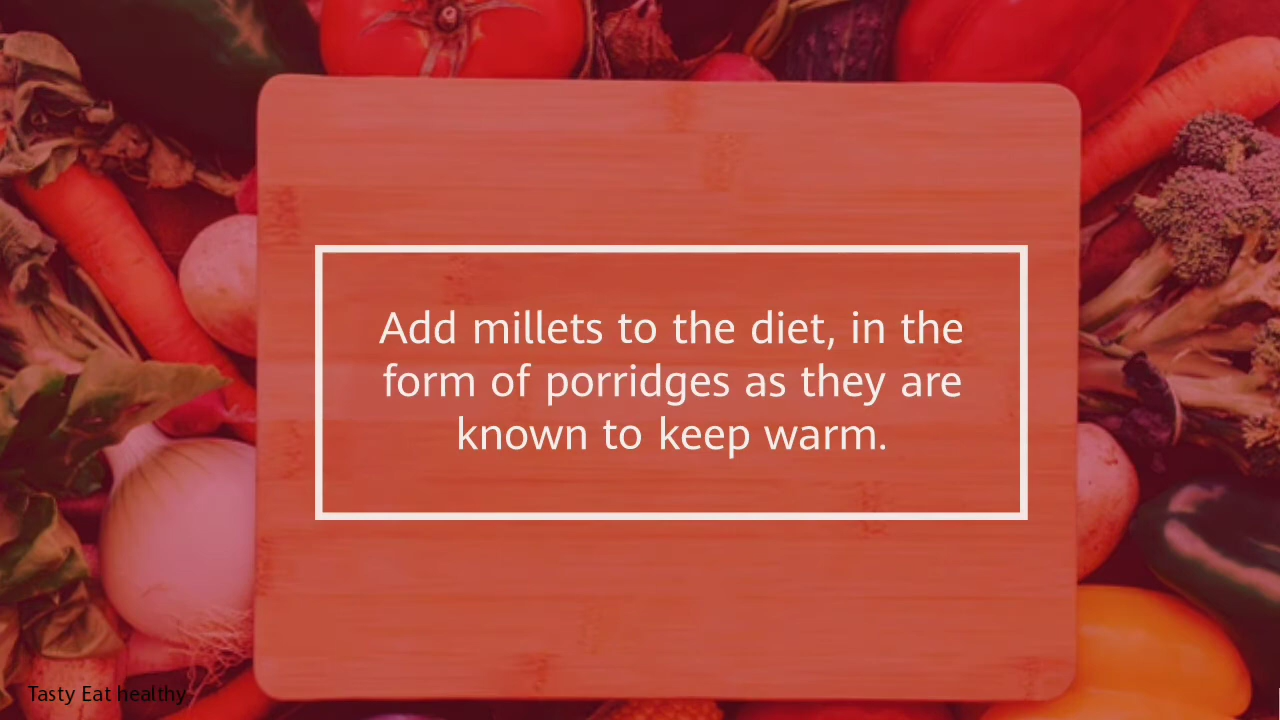 Add millets to the diet, in the
form of porridges as they are
known to keep warm.
Tasty Eat healthy